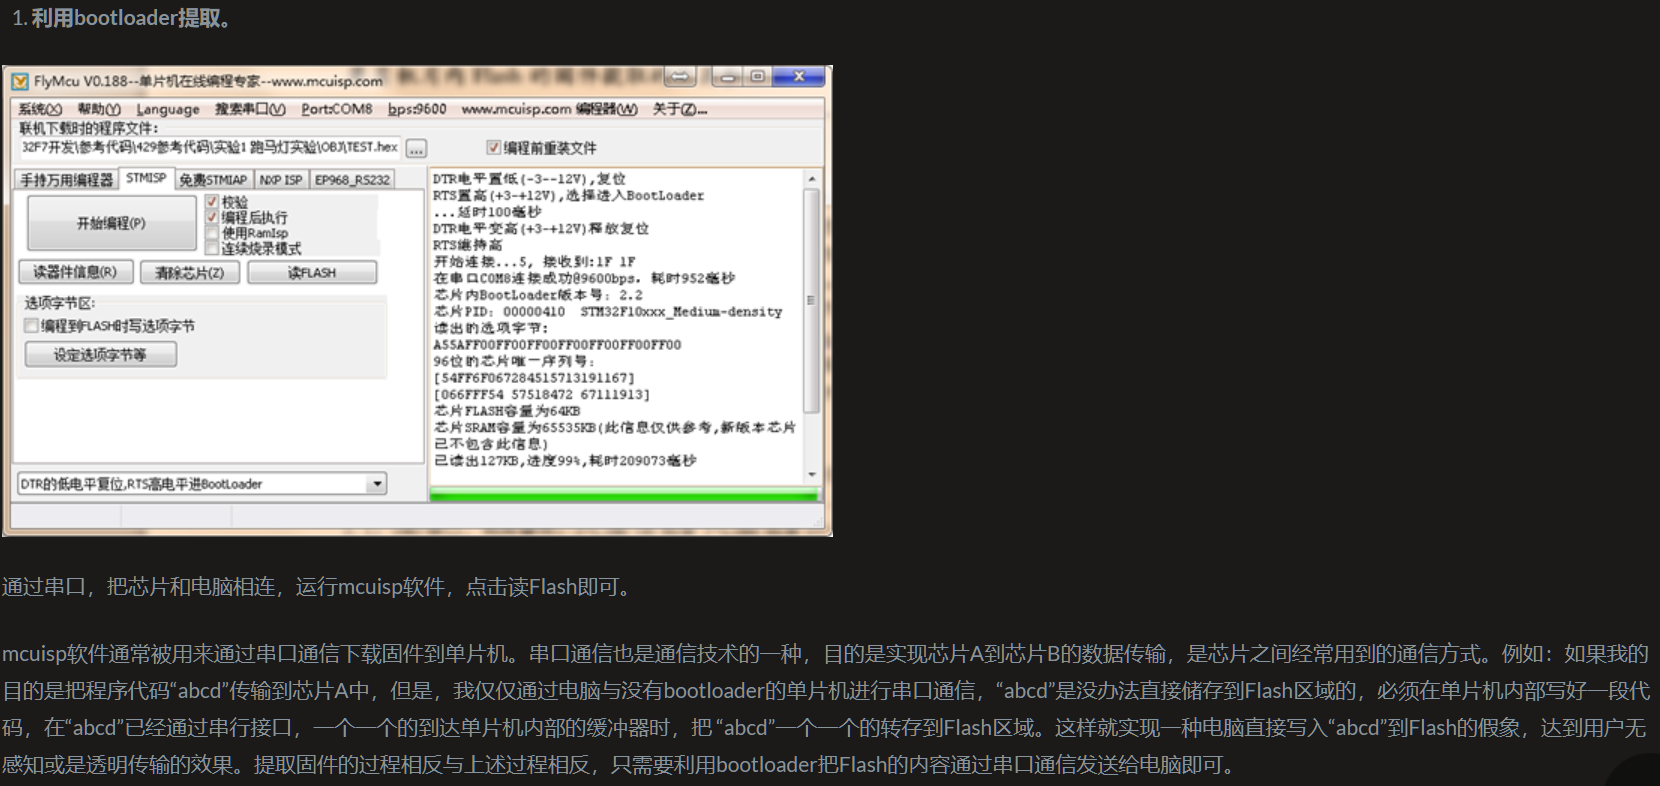 1. 利用bootloader提取。
FlyMcu V0.188--单片机在线编程专家--www.mcuisp.com
系统(X) 帮助(Y) Language 搜索串口(V) Port:COM8 bps:9600 www.mcuisp.com 编程器(W) 关于(Z)...
联机下载时的程序文件:
32F7开发\参考代码\429参考代码\实验1 跑马灯实验\OBJ\TEST.hex ... 编程前重装文件
手持万用编程器 STMISP 免费STMIAP NXP ISP EP968_RS232
开始编程(P)
校验
编程后执行
使用RamIsp
连续烧录模式
读器件信息(R) 清除芯片(Z) 读FLASH
选项字节区:
编程到FLASH时写选项字节
设定选项字节等
DTR的低电平复位,RTS高电平进BootLoader
DTR电平置低(-3--12V),复位
RTS置高(+3-+12V),选择进入BootLoader
...延时100毫秒
DTR电平变高(+3-+12V)释放复位
RTS维持高
开始连接...5, 接收到:1F 1F
在串口COM8连接成功@9600bps, 耗时952毫秒
芯片内BootLoader版本号: 2.2
芯片PID: 00000410 STM32F10xxx_Medium-density
读出的选项字节:
A55AFF00FF00FF00FF00FF00FF00FF00
96位的芯片唯一序列号:
[54FF6F067284515713191167]
[066FFF54 57518472 67111913]
芯片FLASH容量为64KB
芯片SRAM容量为65535KB(此信息仅供参考,新版本芯片
已不包含此信息)
已读出127KB,进度99%,耗时209073毫秒
通过串口，把芯片和电脑相连，运行mcuisp软件，点击读Flash即可。
mcuisp软件通常被用来通过串口通信下载固件到单片机。串口通信也是通信技术的一种，目的是实现芯片A到芯片B的数据传输，是芯片之间经常用到的通信方式。例如：如果我的
目的是把程序代码“abcd”传输到芯片A中，但是，我仅仅通过电脑与没有bootloader的单片机进行串口通信，“abcd”是没办法直接储存到Flash区域的，必须在单片机内部写好一段代
码，在“abcd”已经通过串行接口，一个一个的到达单片机内部的缓冲器时，把 “abcd”一个一个的转存到Flash区域。这样就实现一种电脑直接写入“abcd”到Flash的假象，达到用户无
感知或是透明传输的效果。提取固件的过程相反与上述过程相反，只需要利用bootloader把Flash的内容通过串口通信发送给电脑即可。